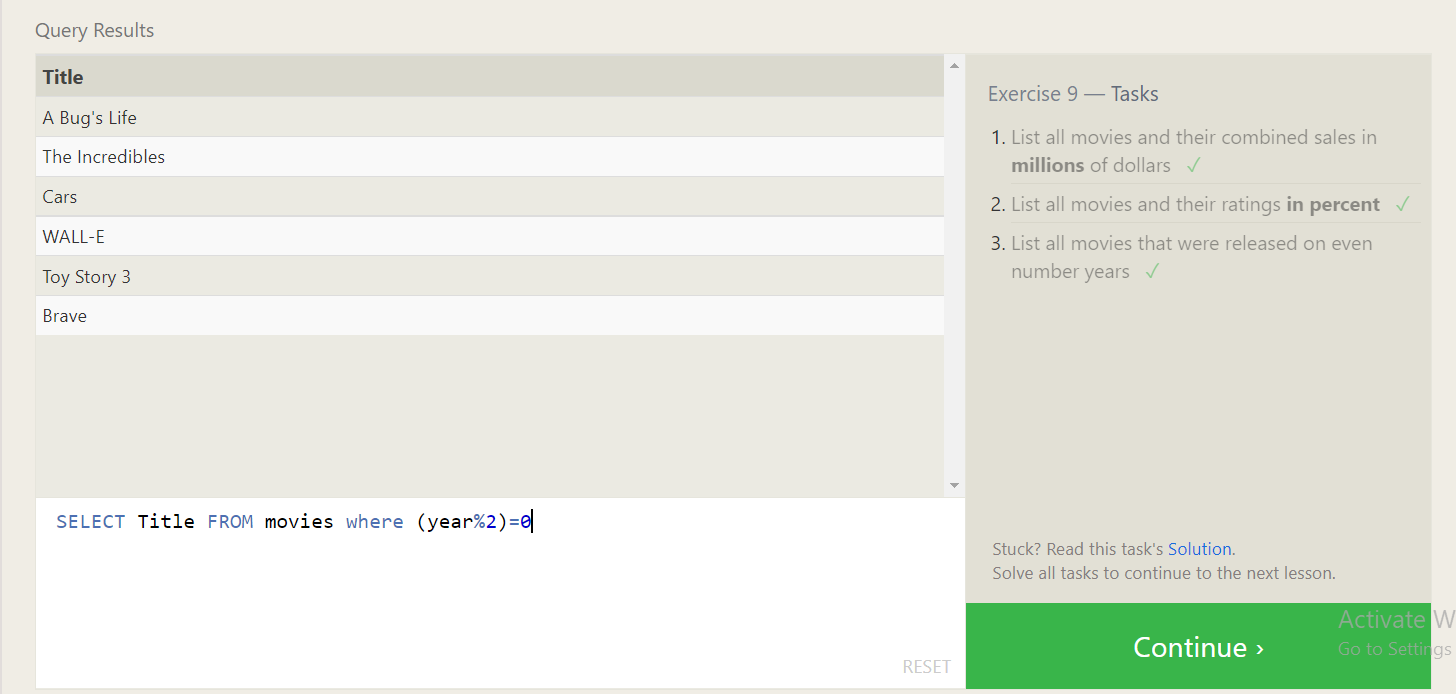 Query Results
Title
A Bug's Life
The Incredibles
Cars
WALL-E
Toy Story 3
Brave
SELECT Title FROM movies where (year%2)=0
RESET
Exercise 9 — Tasks
1. List all movies and their combined sales in
millions of dollars ✓
2. List all movies and their ratings in percent ✓
3. List all movies that were released on even
number years ✓
Stuck? Read this task's Solution.
Solve all tasks to continue to the next lesson.
Continue ›
Activate W
Go to Settings